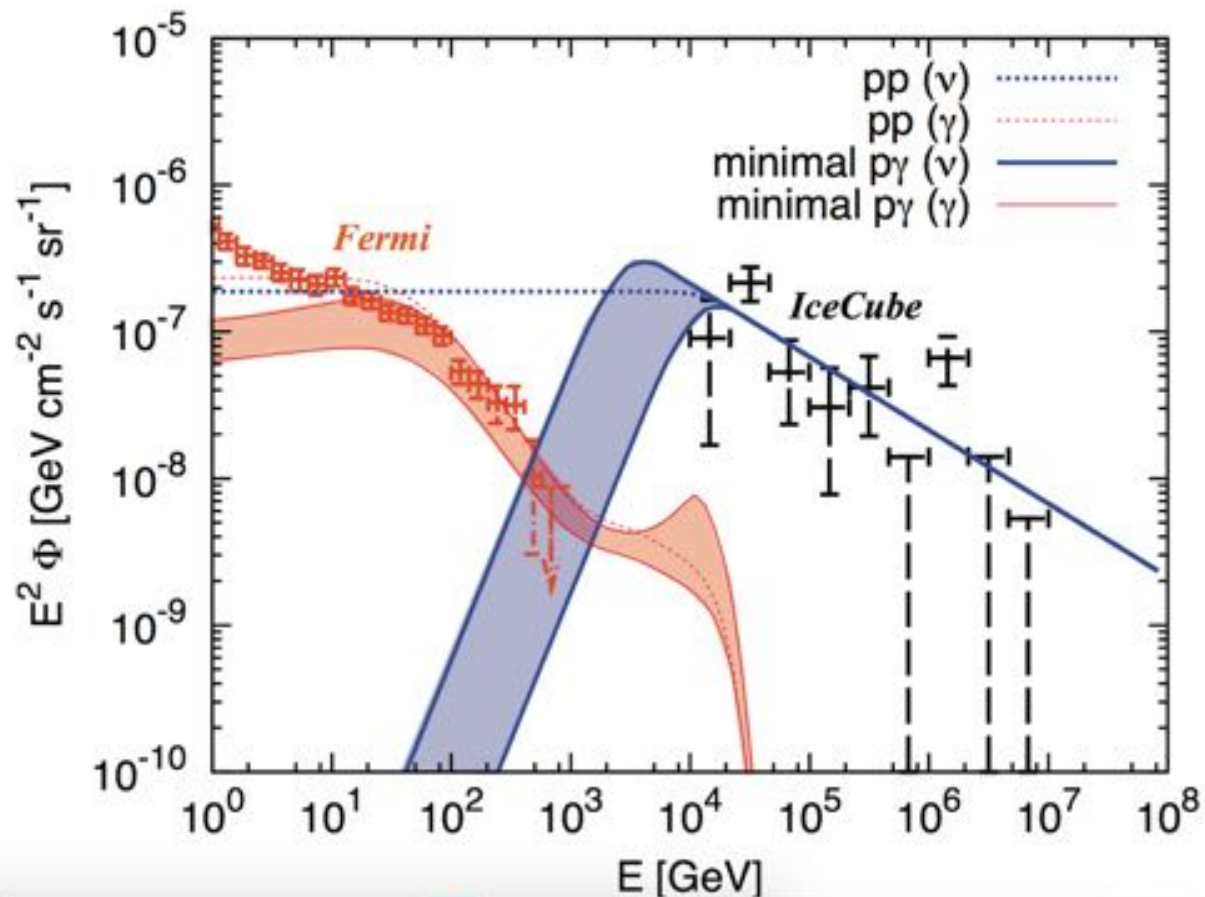 10^-5
10^-6
10^-7
10^-8
10^-9
10^-10
E^2 Φ [GeV cm^-2 s^-1 sr^-1]
pp (ν)
pp (γ)
minimal pγ (ν)
minimal pγ (γ)
Fermi
IceCube
10^0 10^1 10^2 10^3 10^4 10^5 10^6 10^7 10^8
E [GeV]